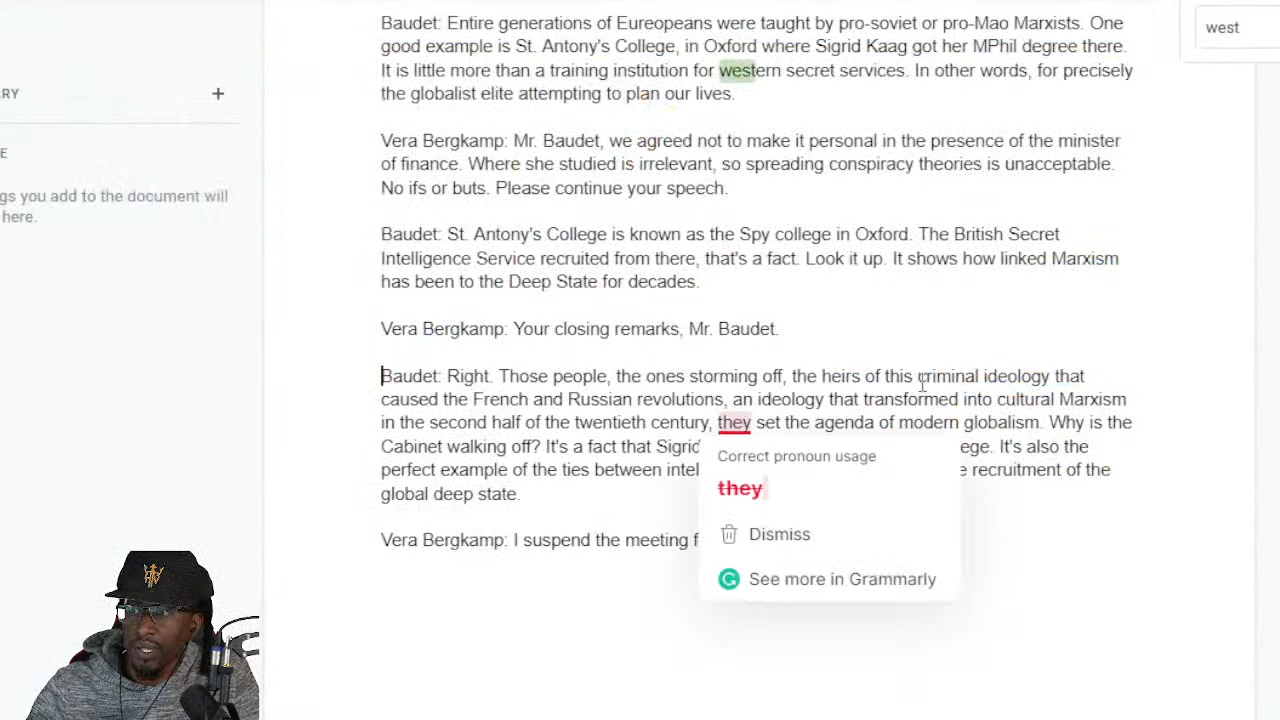 Baudet: Entire generations of Eureopeans were taught by pro-soviet or pro-Mao Marxists. One
west
good example is St. Antony's College, in Oxford where Sigrid Kaag got her MPhil degree there.
It is little more than a training institution for western secret services. In other words, for precisely
RY +
the globalist elite attempting to plan our lives.
Vera Bergkamp: Mr. Baudet, we agreed not to make it personal in the presence of the minister
E
of finance. Where she studied is irrelevant, so spreading conspiracy theories is unacceptable.
No ifs or buts. Please continue your speech.
gs you add to the document will
here.
Baudet: St. Antony's College is known as the Spy college in Oxford. The British Secret
Intelligence Service recruited from there, that's a fact. Look it up. It shows how linked Marxism
has been to the Deep State for decades.
Vera Bergkamp: Your closing remarks, Mr. Baudet.
Baudet: Right. Those people, the ones storming off, the heirs of this criminal ideology that
caused the French and Russian revolutions, an ideology that transformed into cultural Marxism
in the second half of the twentieth century, they set the agenda of modern globalism. Why is the
Cabinet walking off? It's a fact that Sigrid ege. It's also the
perfect example of the ties between intel e recruitment of the
global deep state.
Vera Bergkamp: I suspend the meeting f
Correct pronoun usage
they
Dismiss
See more in Grammarly